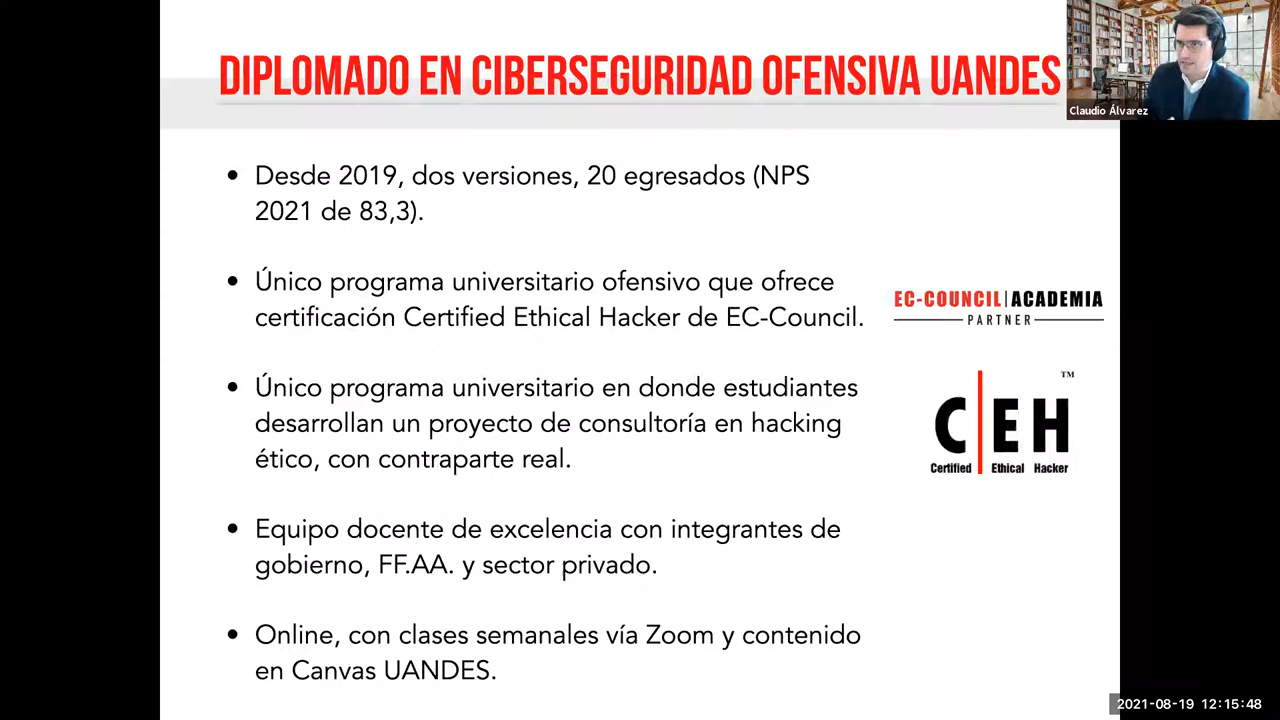 DIPLOMADO EN CIBERSEGURIDAD OFENSIVA UANDES
Claudio Álvarez
• Desde 2019, dos versiones, 20 egresados (NPS
2021 de 83,3).
• Único programa universitario ofensivo que ofrece
certificación Certified Ethical Hacker de EC-Council.
EC-COUNCIL|ACADEMIA
PARTNER
• Único programa universitario en donde estudiantes
desarrollan un proyecto de consultoría en hacking
ético, con contraparte real.
TM
C|EH
Certified Ethical Hacker
• Equipo docente de excelencia con integrantes de
gobierno, FF.AA. y sector privado.
• Online, con clases semanales vía Zoom y contenido
en Canvas UANDES.
2021-08-19 12:15:48